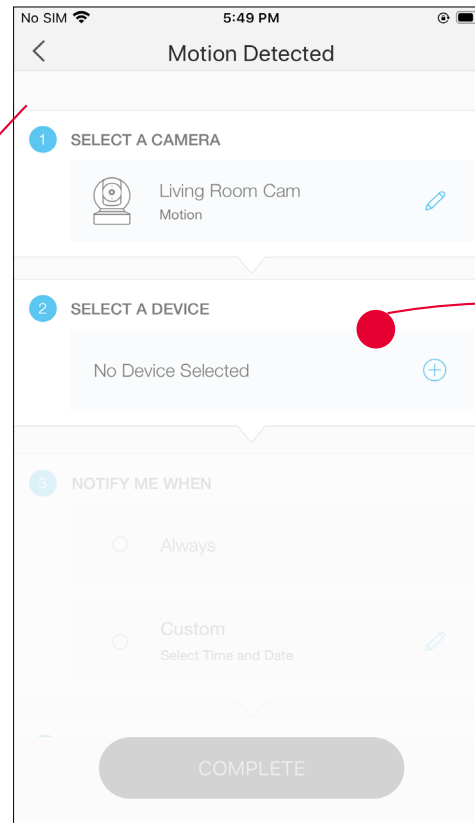 No SIM 5:49 PM
Motion Detected
1 SELECT A CAMERA
Living Room Cam
Motion
2 SELECT A DEVICE
No Device Selected
3 NOTIFY ME WHEN
Always
Custom
Select Time and Date
COMPLETE